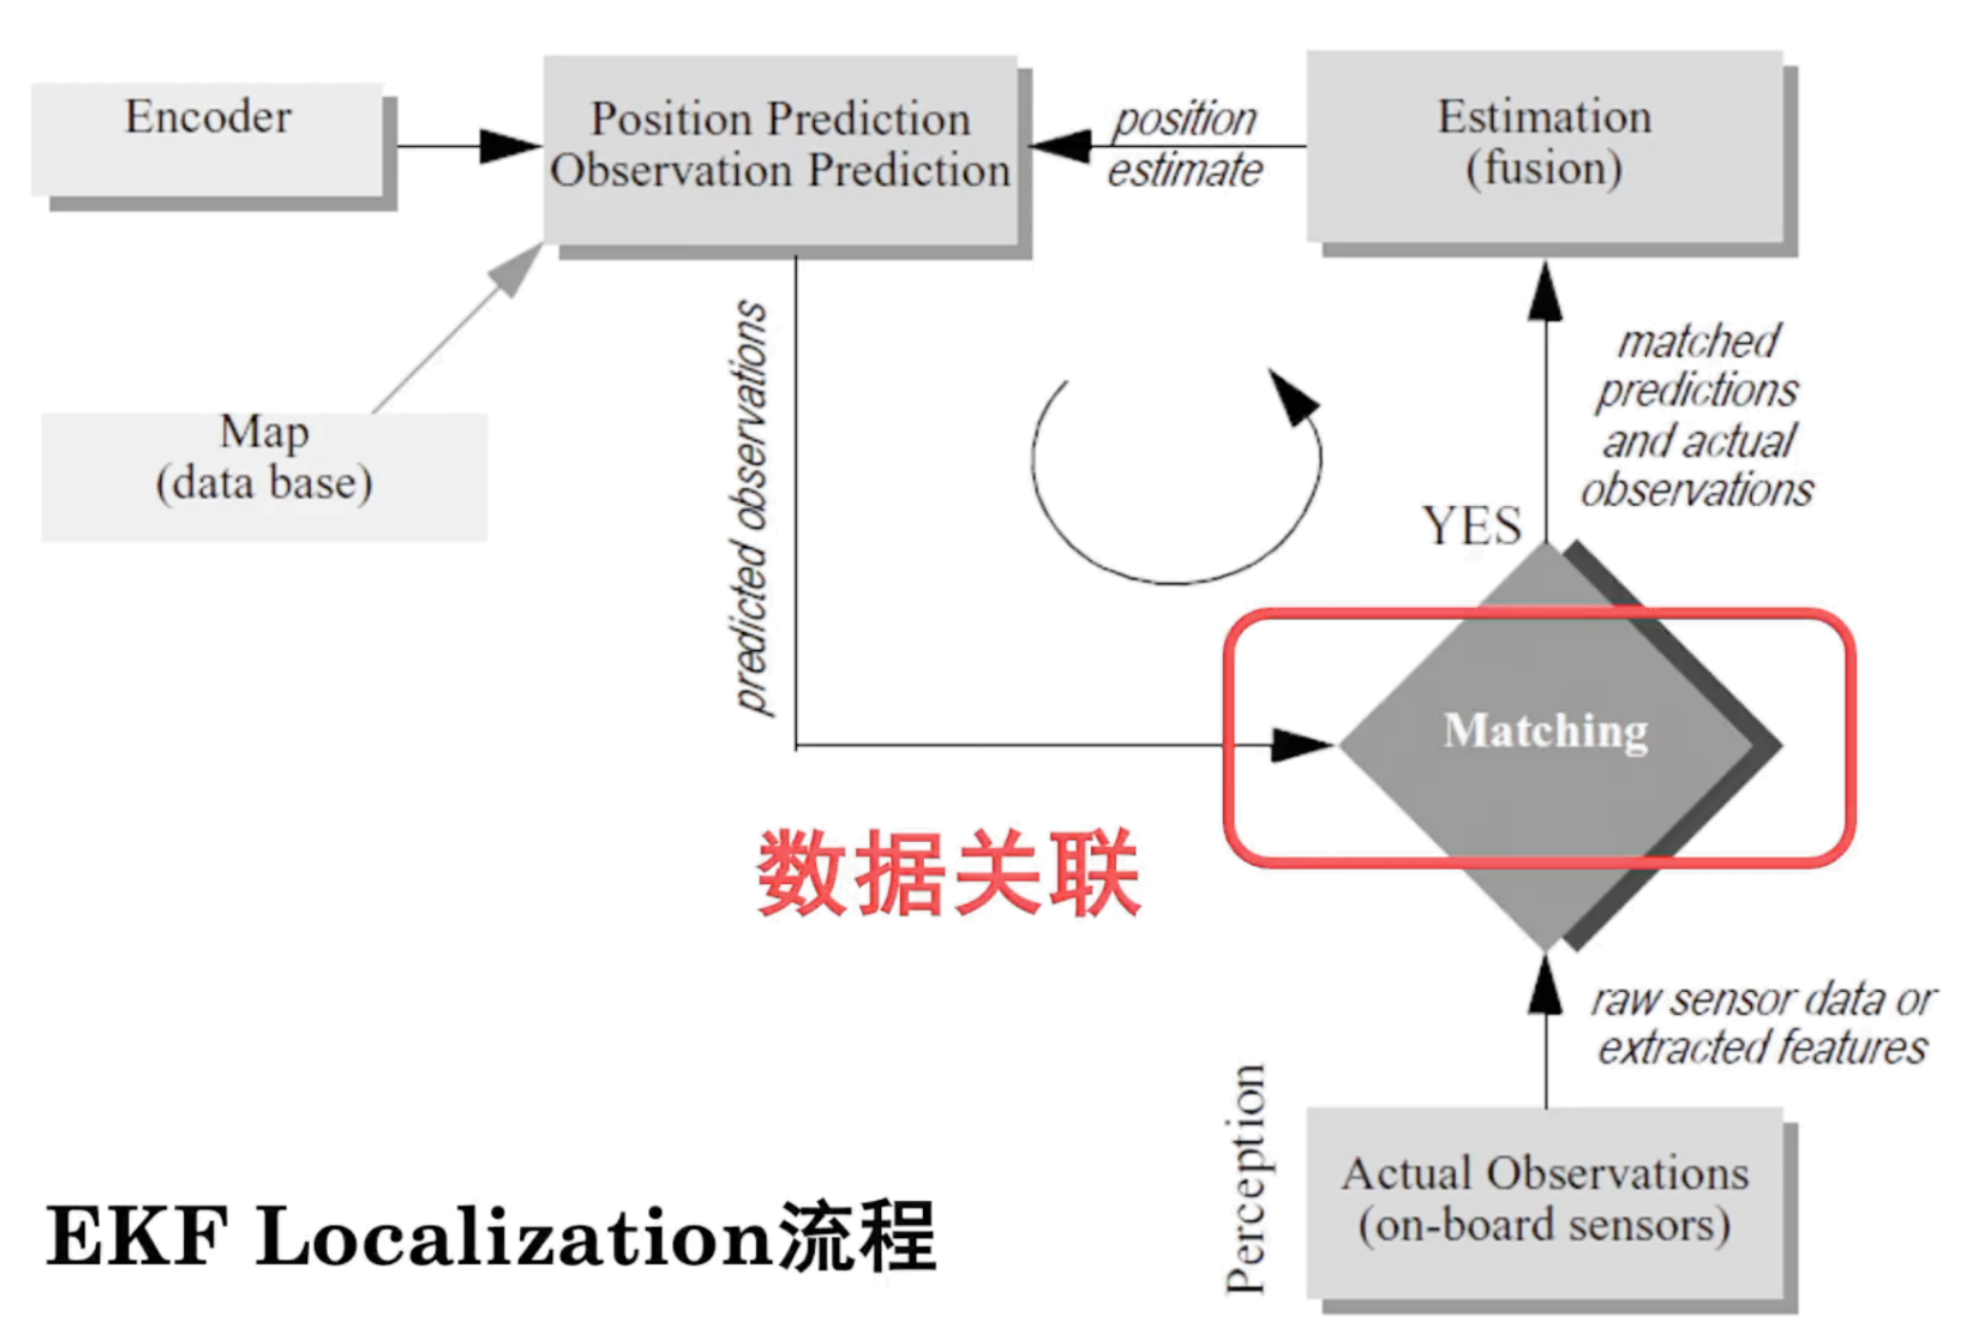 Encoder
Position Prediction
Observation Prediction
position
estimate
Estimation
(fusion)
Map
(data base)
predicted observations
matched
predictions
and actual
observations
YES
Matching
数据关联
raw sensor data or
extracted features
Perception
Actual Observations
(on-board sensors)
EKF Localization流程